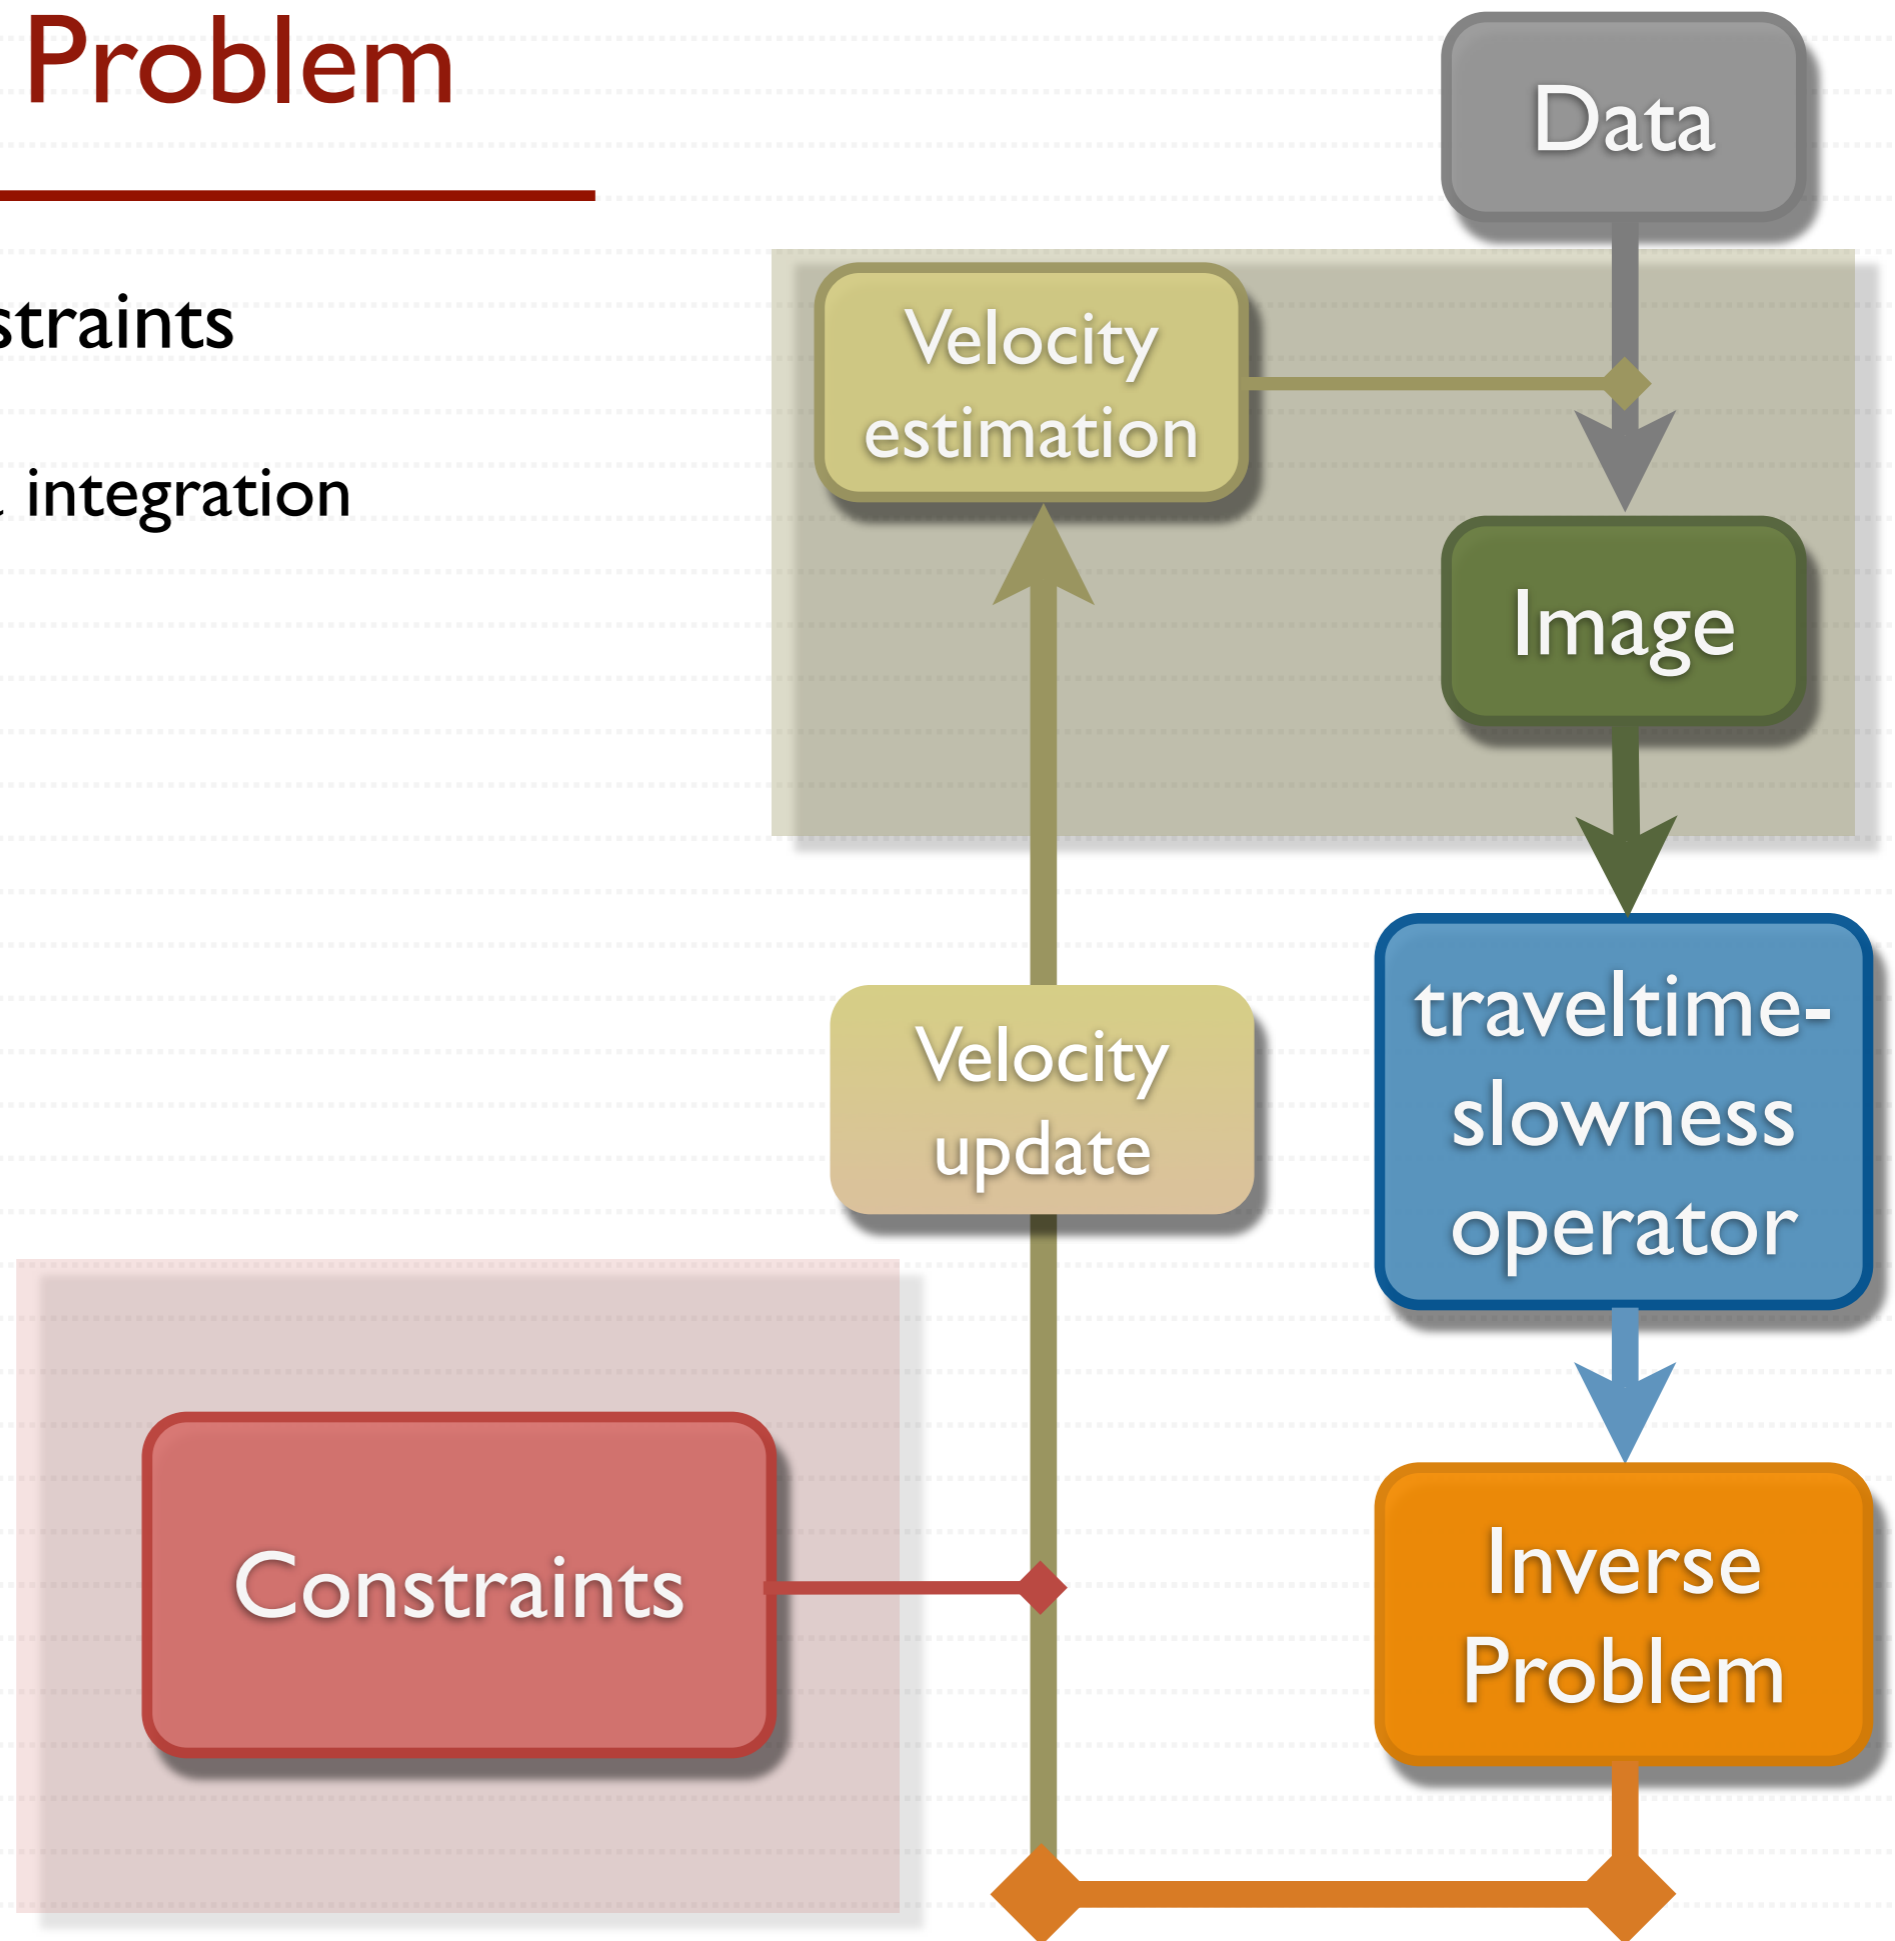 Problem
straints
integration
Data
Velocity
estimation
Image
traveltime-
slowness
operator
Velocity
update
Constraints
Inverse
Problem